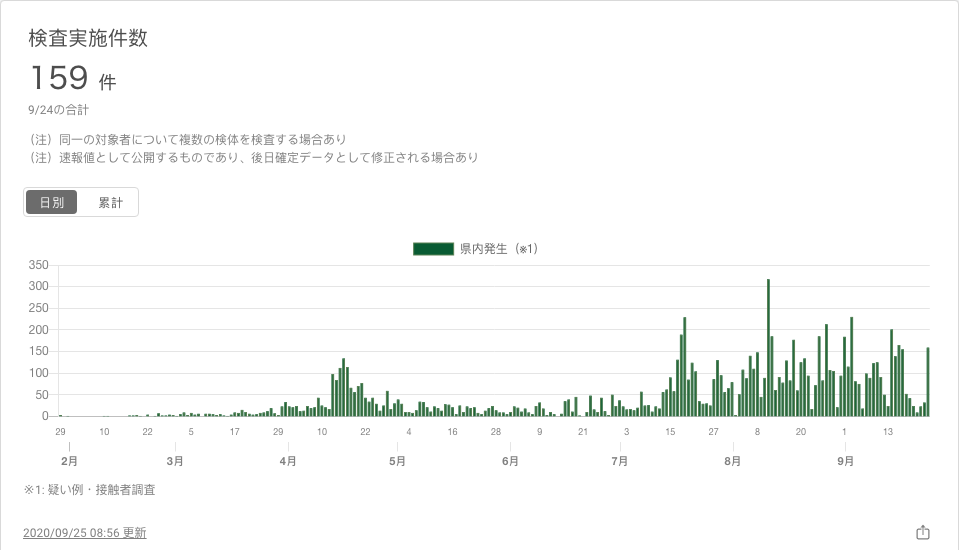 検査実施件数
159 件
9/24の合計
（注）同一の対象者について複数の検体を検査する場合あり
（注）速報値として公開するものであり、後日確定データとして修正される場合あり
日別 累計
県内発生（※1）
350
300
250
200
150
100
50
0
29 10 22 5 17 29 10 22 4 16 28 9 21 3 15 27 8 20 1 13
2月 3月 4月 5月 6月 7月 8月 9月
※1: 疑い例・接触者調査
2020/09/25 08:56 更新